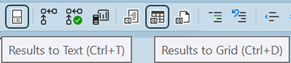 Results to Text (Ctrl+T)
Results to Grid (Ctrl+D)